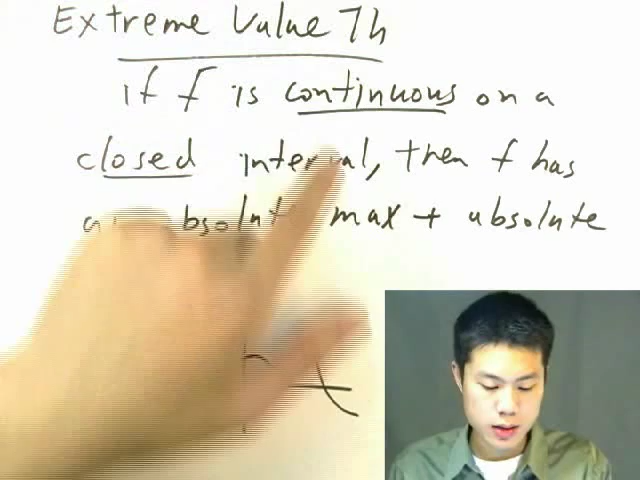 Extreme Value Th
if f is continuous on a
closed interval, then f has
max + absolute